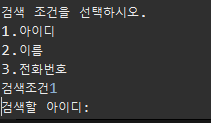 검색 조건을 선택하시오.
1.아이디
2.이름
3.전화번호
검색조건1
검색할 아이디: